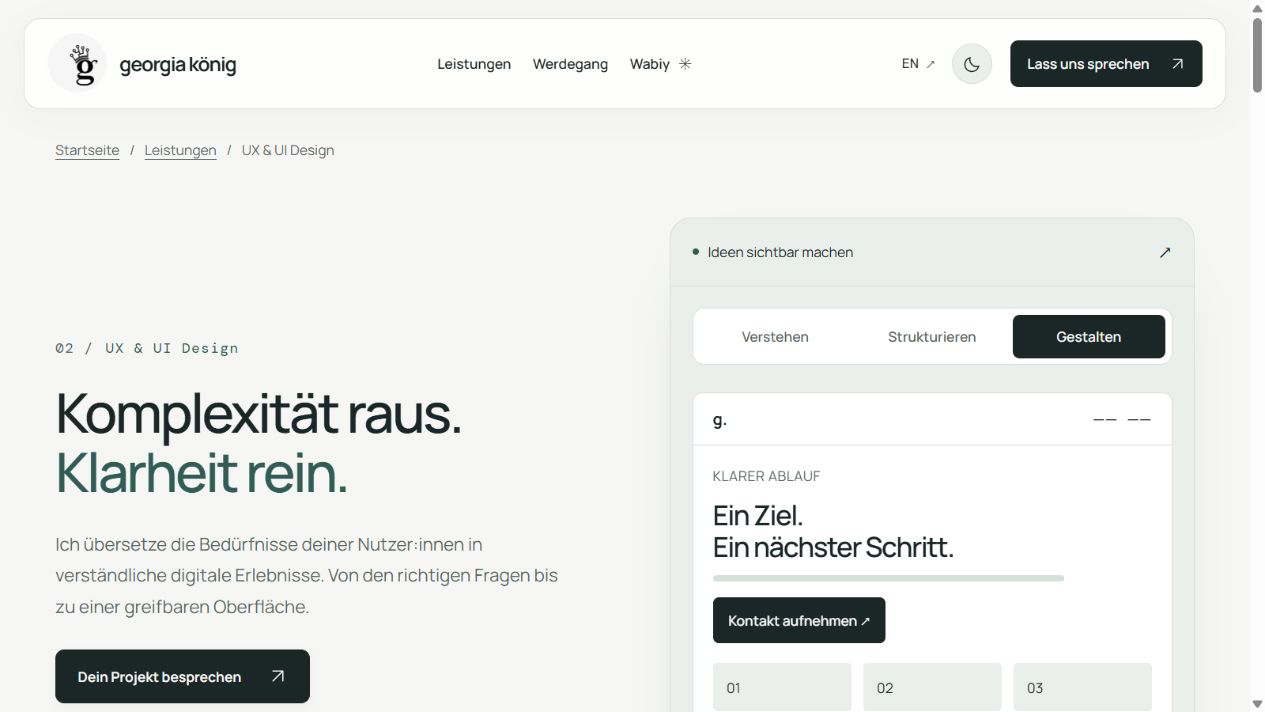 g
georgia könig
Leistungen
Werdegang
Wabiy
EN ↗
Lass uns sprechen
Startseite / Leistungen / UX & UI Design
02 / UX & UI Design
Komplexität raus.
Klarheit rein.
Ich übersetze die Bedürfnisse deiner Nutzer:innen in
verständliche digitale Erlebnisse. Von den richtigen Fragen bis
zu einer greifbaren Oberfläche.
Dein Projekt besprechen
Ideen sichtbar machen ↗
Verstehen
Strukturieren
Gestalten
g.
KLARER ABLAUF
Ein Ziel.
Ein nächster Schritt.
Kontakt aufnehmen ↗
01
02
03